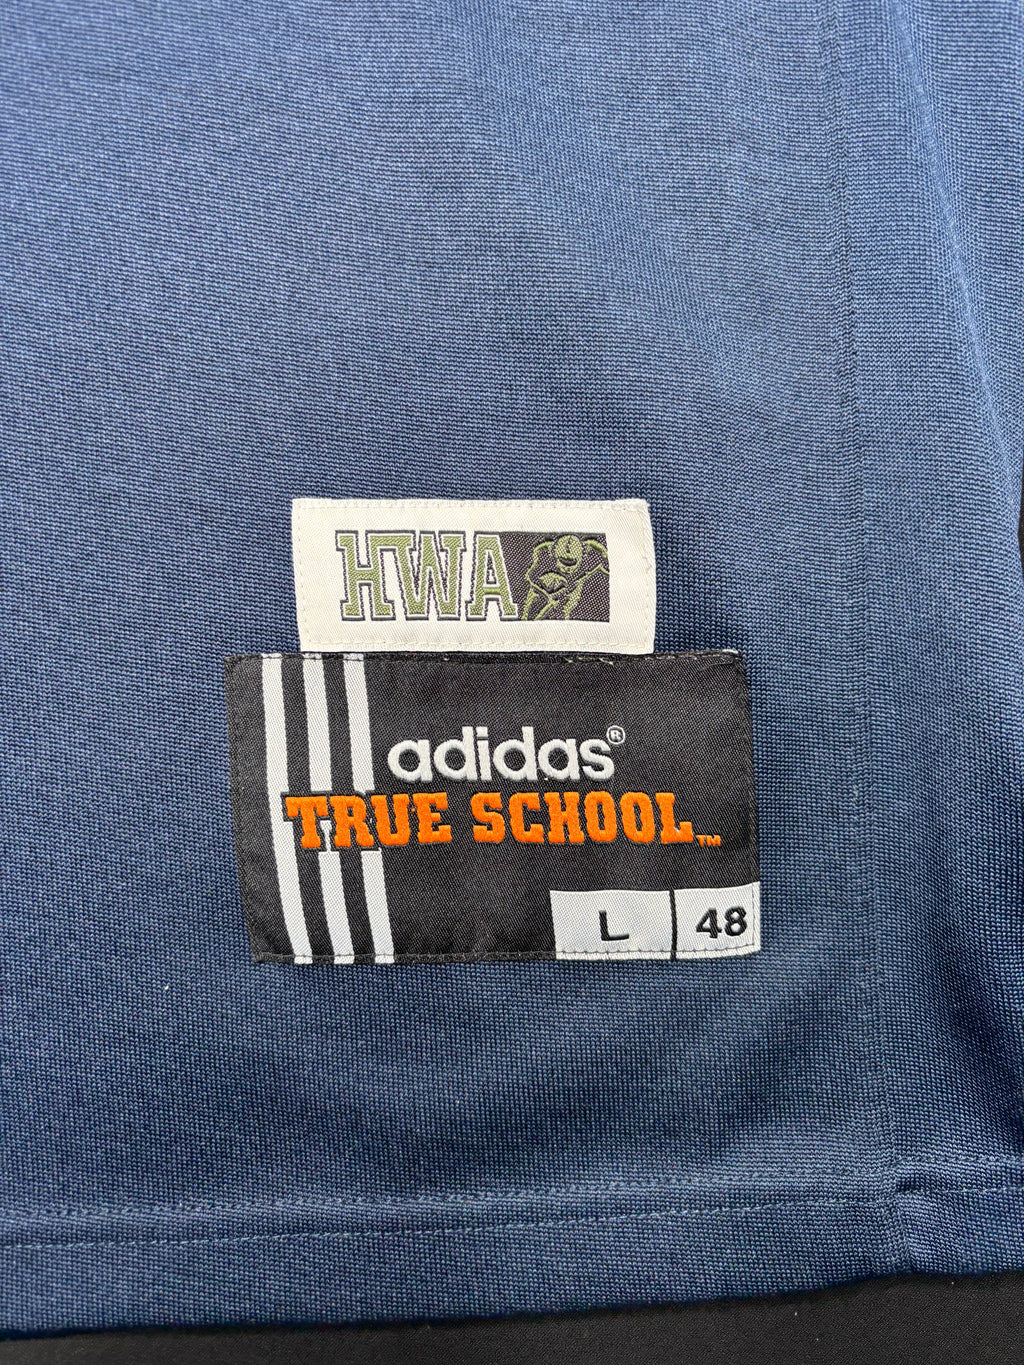 HWA
adidas®
TRUE SCHOOL™
L 48